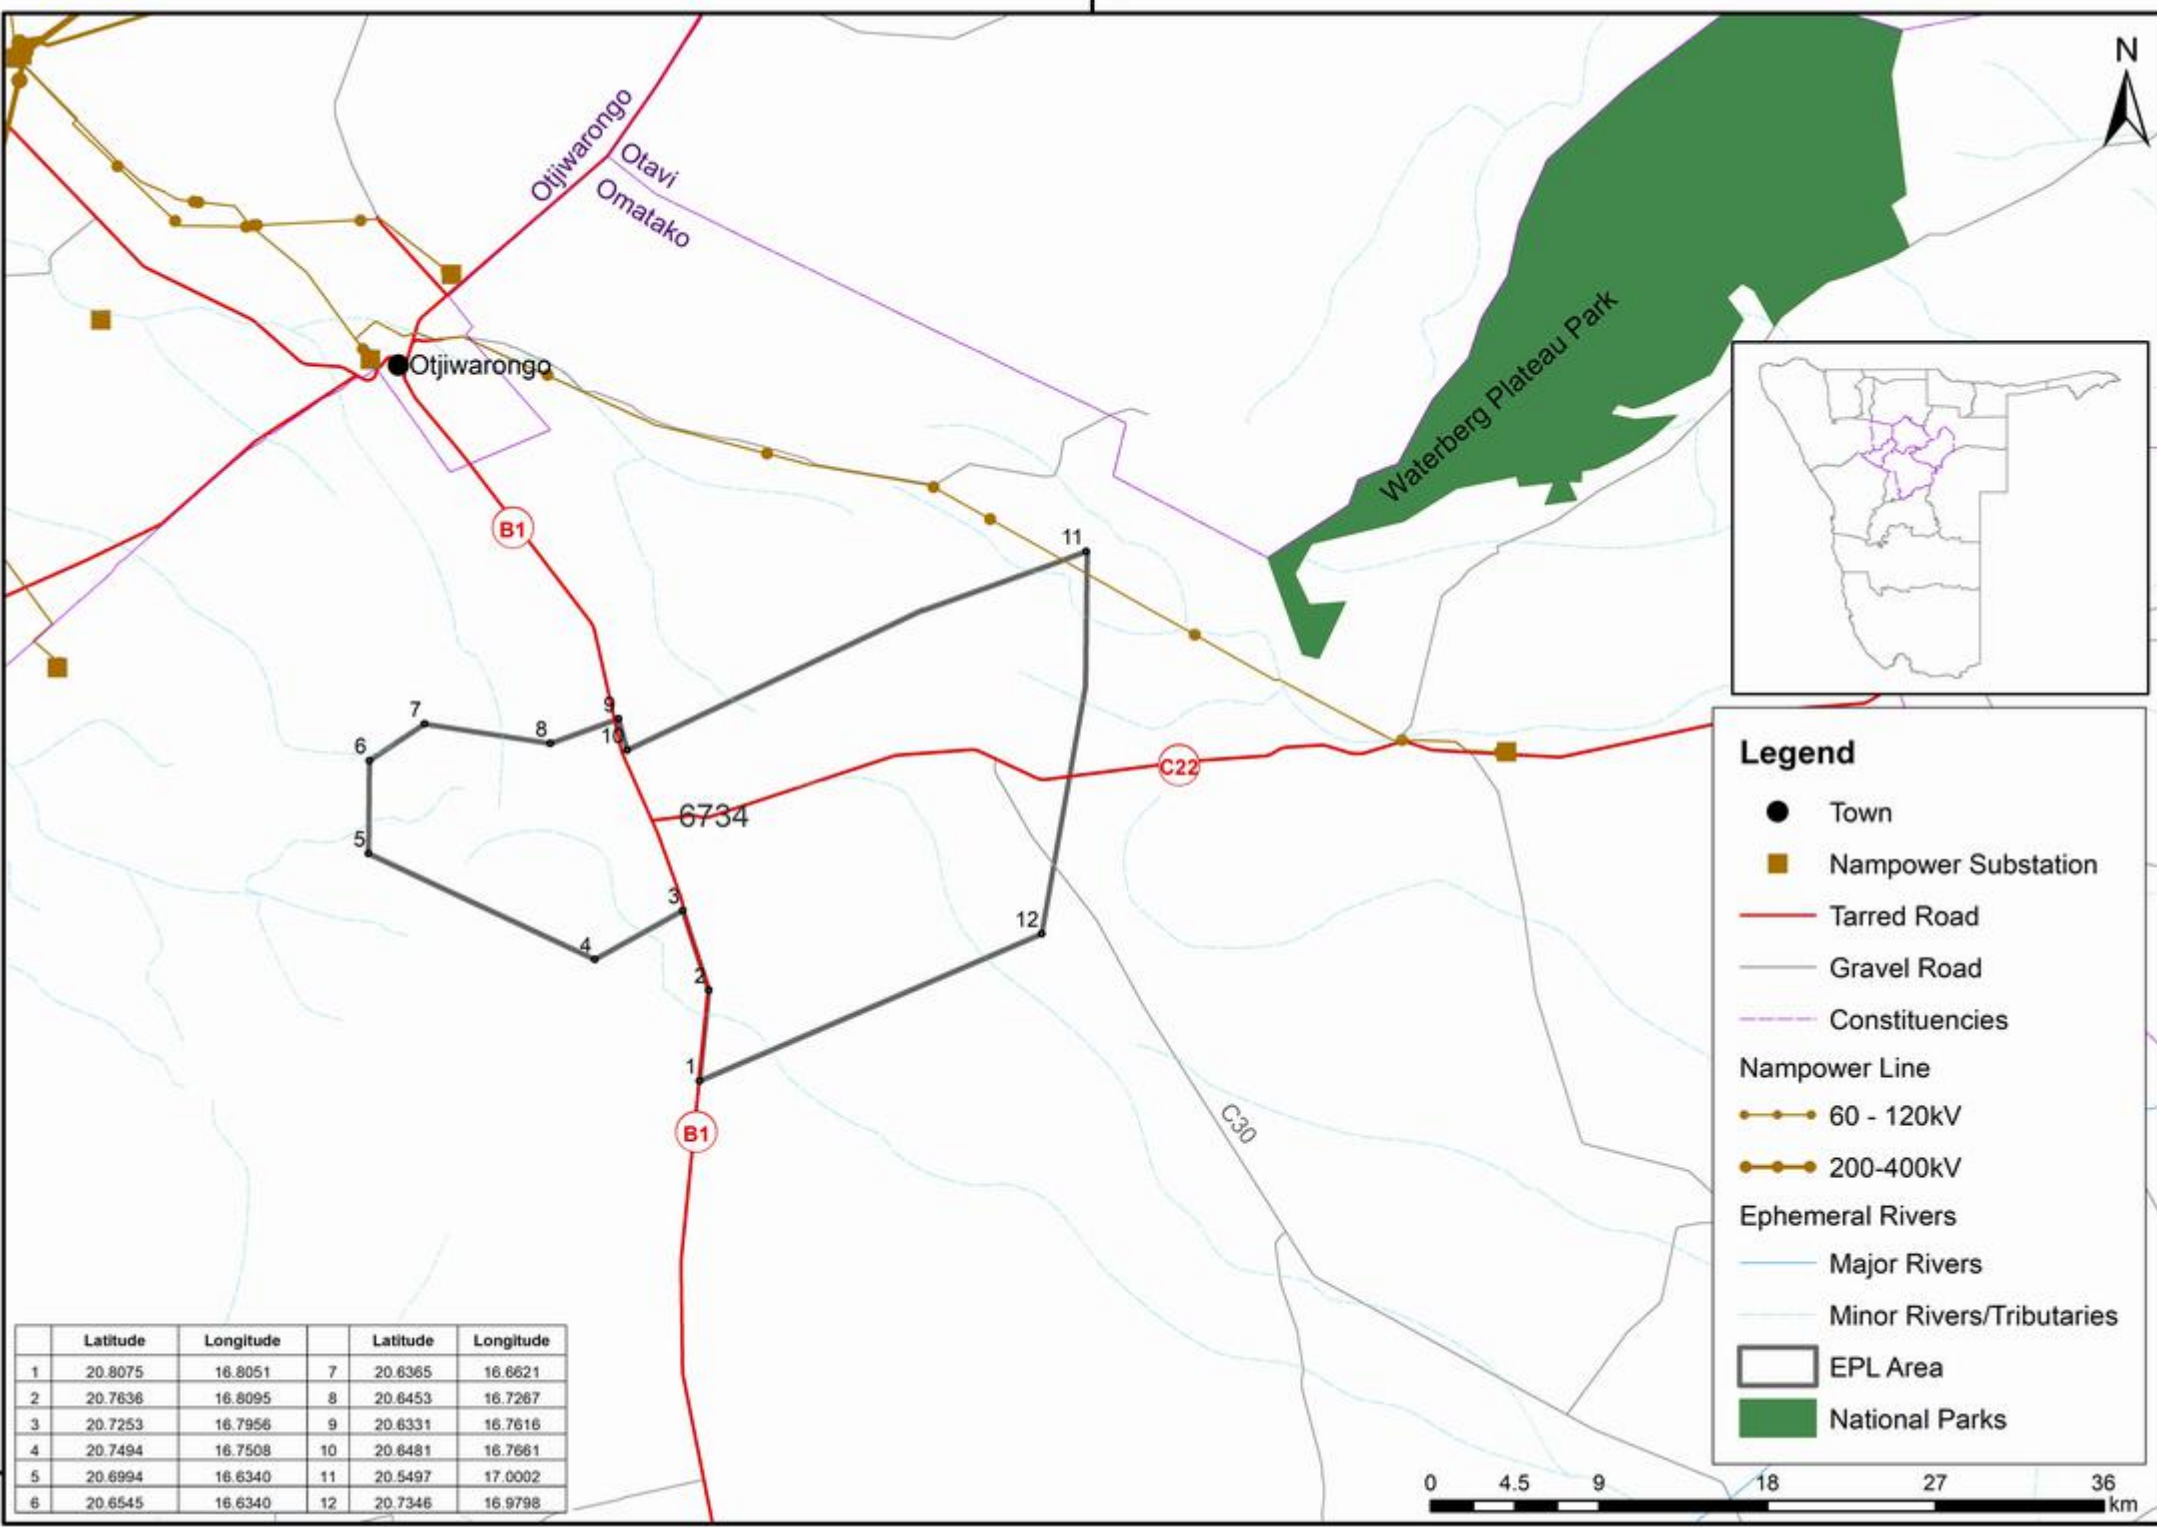 N
Otjiwarongo
Otavi
Omatako
Waterberg Plateau Park
Otjiwarongo
B1
11
9
7
8
10
6
C22
6734
5
3
12
4
2
1
C30
B1
Legend
Town
Nampower Substation
Tarred Road
Gravel Road
Constituencies
Nampower Line
60 - 120kV
200-400kV
Ephemeral Rivers
Major Rivers
Minor Rivers/Tributaries
EPL Area
National Parks
Latitude Longitude Latitude Longitude
1 20.8075 16.8051 7 20.6365 16.6621
2 20.7636 16.8095 8 20.6453 16.7267
3 20.7253 16.7956 9 20.6331 16.7616
4 20.7494 16.7508 10 20.6481 16.7661
5 20.6994 16.6340 11 20.5497 17.0002
6 20.6545 16.6340 12 20.7346 16.9798
0 4.5 9 18 27 36
km